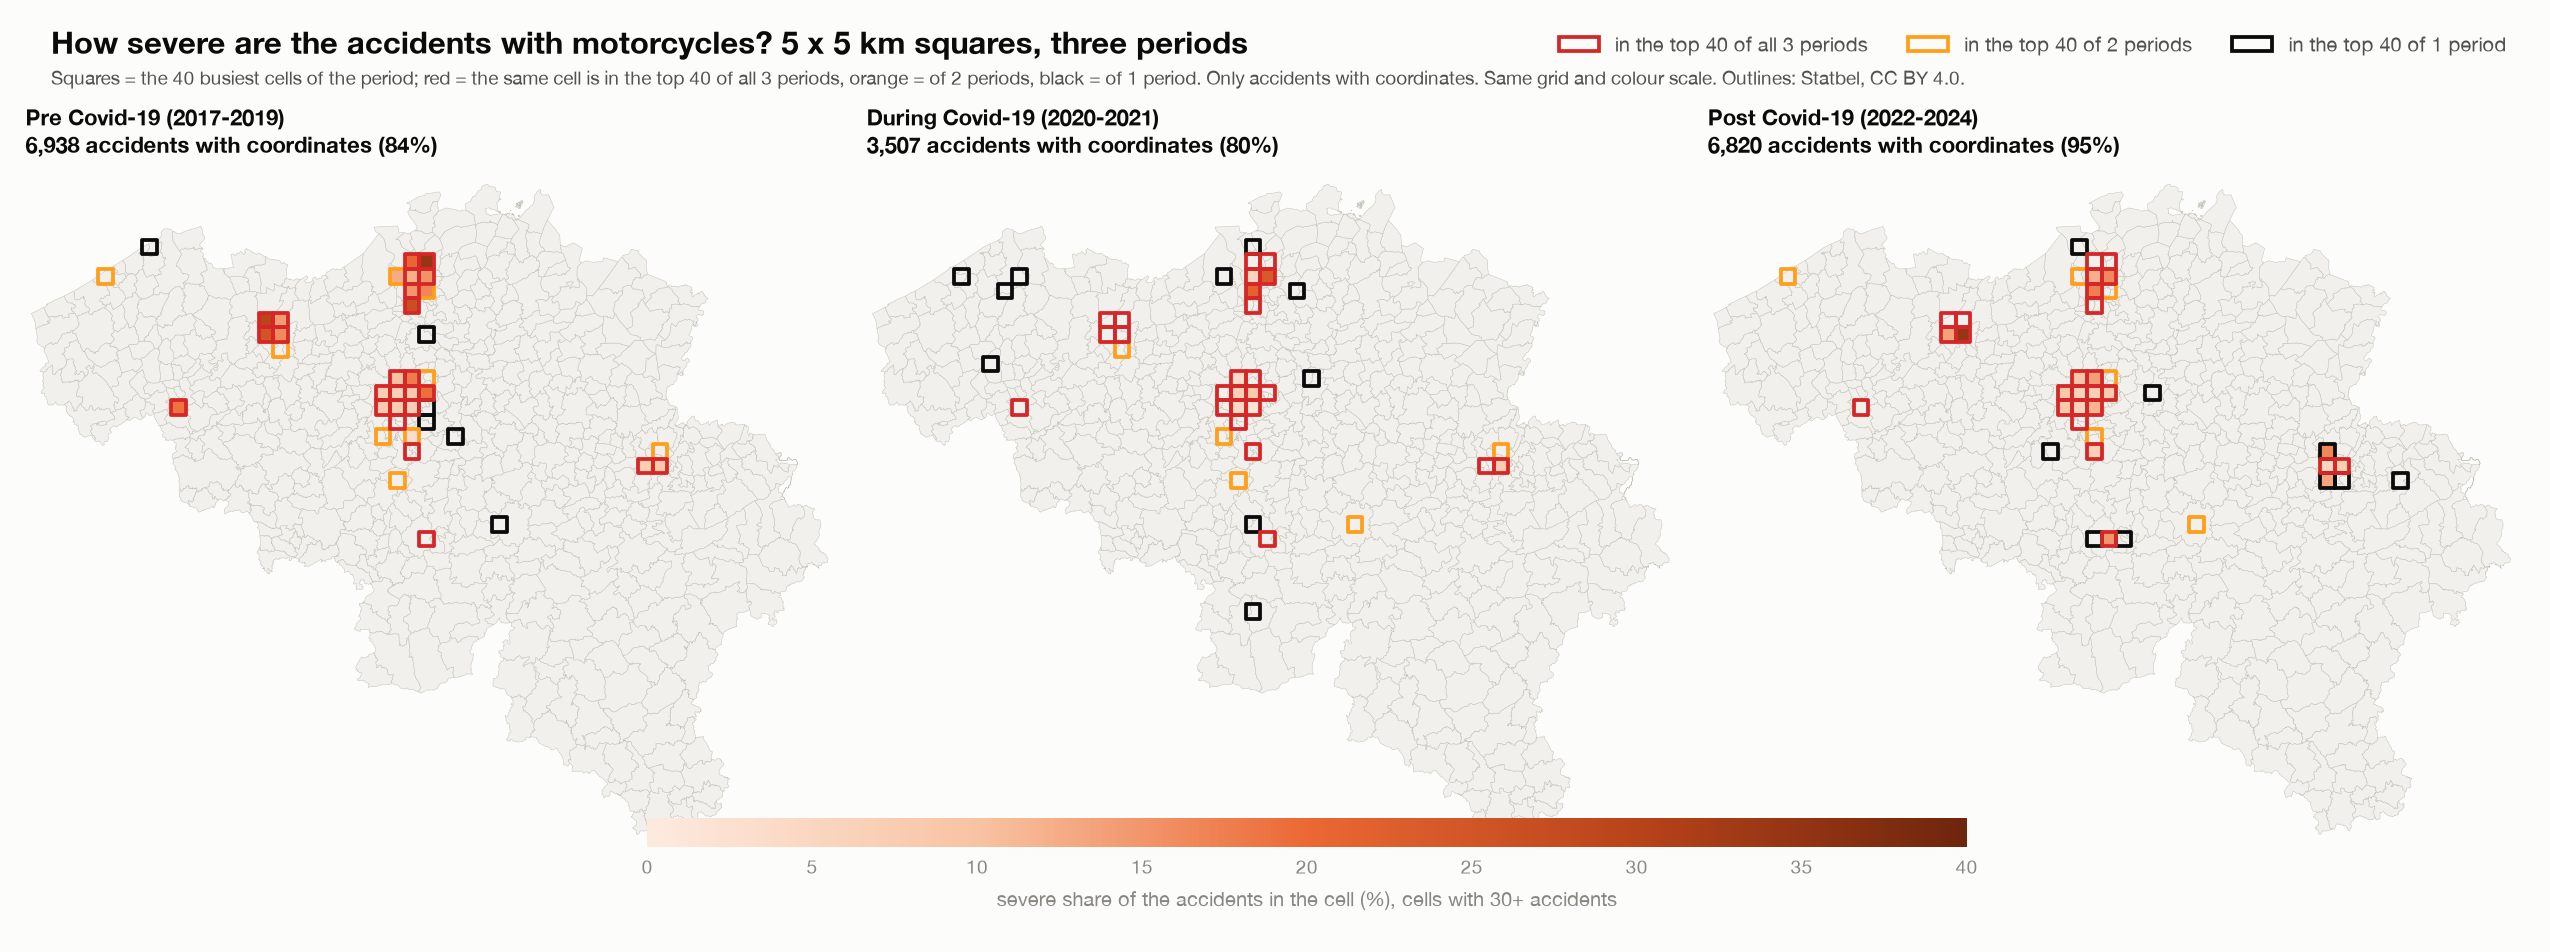 How severe are the accidents with motorcycles? 5 x 5 km squares, three periods
in the top 40 of all 3 periods
in the top 40 of 2 periods
in the top 40 of 1 period
Squares = the 40 busiest cells of the period; red = the same cell is in the top 40 of all 3 periods, orange = of 2 periods, black = of 1 period. Only accidents with coordinates. Same grid and colour scale. Outlines: Statbel, CC BY 4.0.
Pre Covid-19 (2017-2019)
6,938 accidents with coordinates (84%)
During Covid-19 (2020-2021)
3,507 accidents with coordinates (80%)
Post Covid-19 (2022-2024)
6,820 accidents with coordinates (95%)
0 5 10 15 20 25 30 35 40
severe share of the accidents in the cell (%), cells with 30+ accidents